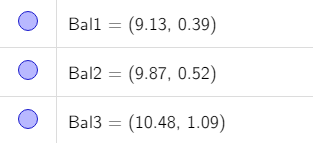 Bal1 = (9.13, 0.39)
Bal2 = (9.87, 0.52)
Bal3 = (10.48, 1.09)